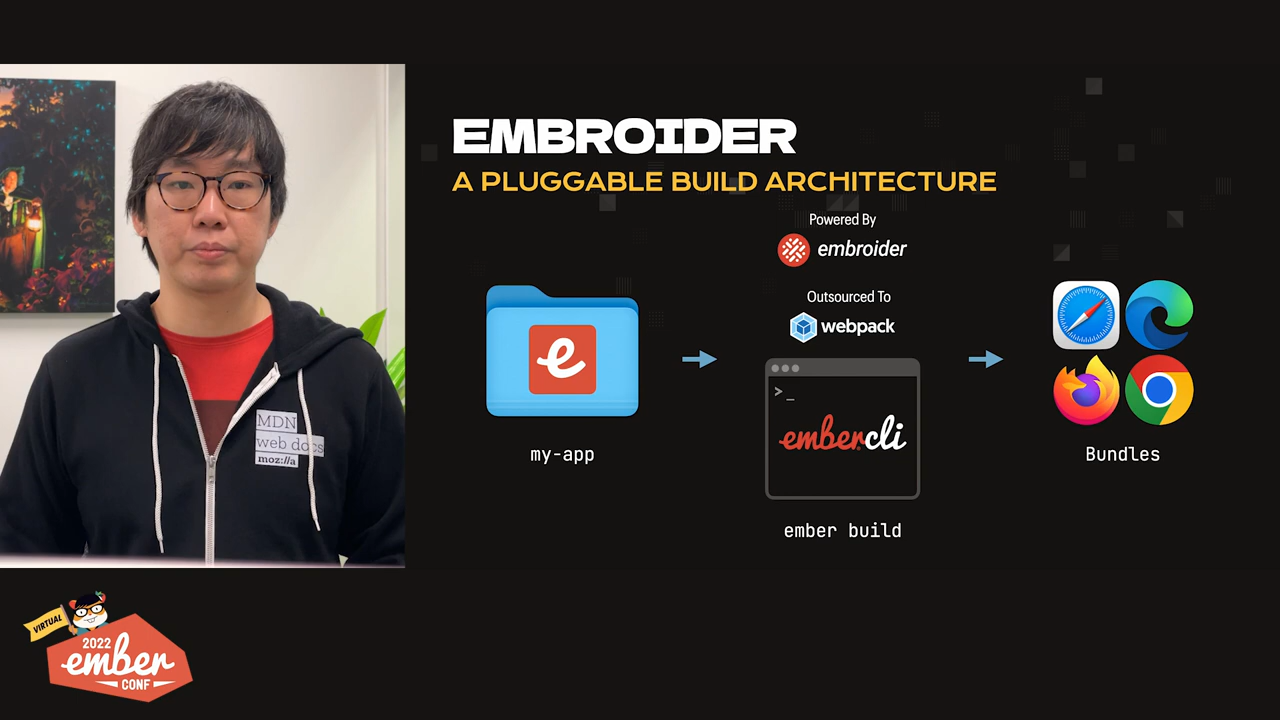 EMBROIDER
A PLUGGABLE BUILD ARCHITECTURE
Powered By
embroider
Outsourced To
webpack
e
>_
embercli
my-app
ember build
Bundles
MDN
web docs
moz://a
VIRTUAL
2022
ember
CONF